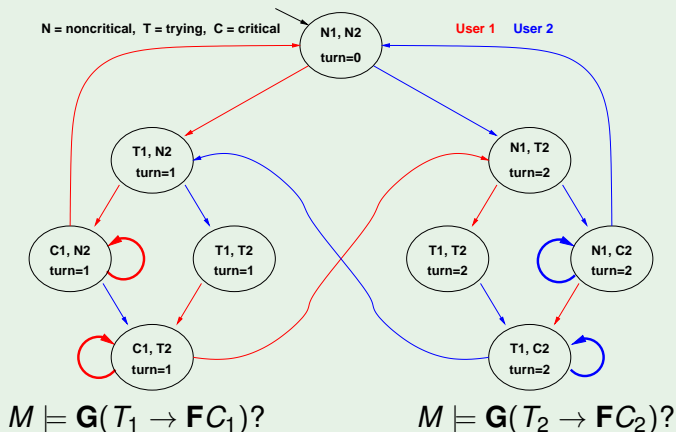 N = noncritical, T = trying, C = critical
User 1 User 2
N1, N2
turn=0
T1, N2
turn=1
N1, T2
turn=2
C1, N2
turn=1
T1, T2
turn=1
T1, T2
turn=2
N1, C2
turn=2
C1, T2
turn=1
T1, C2
turn=2
M ⊨ G(T₁ → FC₁)?
M ⊨ G(T₂ → FC₂)?